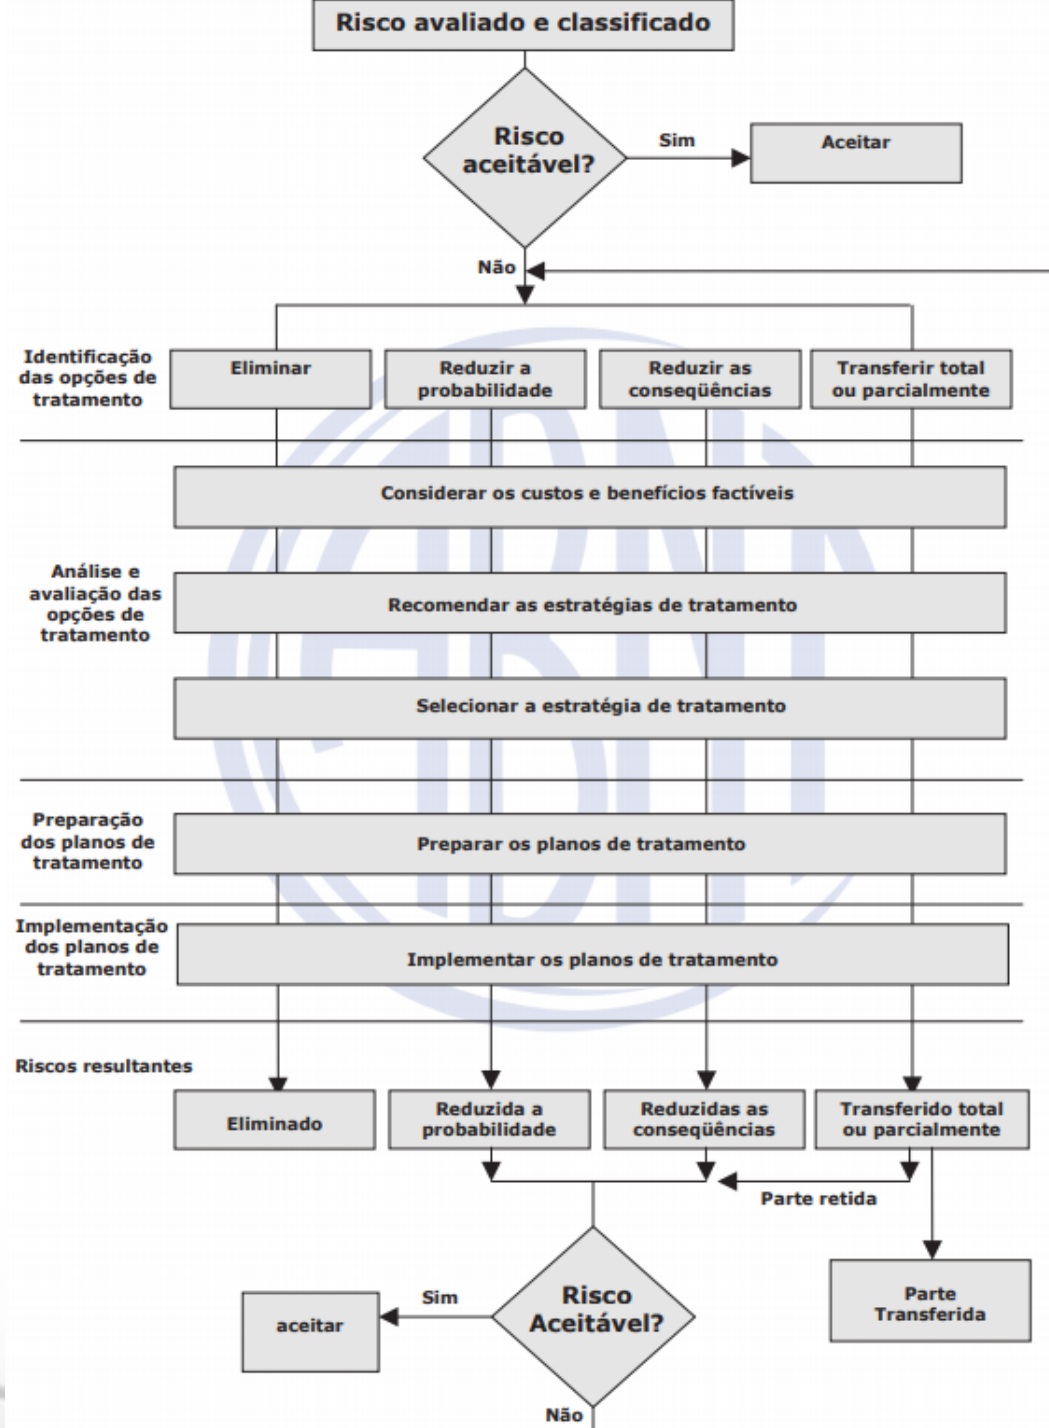 Risco avaliado e classificado
Risco
aceitável?
Sim
Aceitar
Não
Identificação
das opções de
tratamento
Eliminar
Reduzir a
probabilidade
Reduzir as
conseqüências
Transferir total
ou parcialmente
Considerar os custos e benefícios factíveis
Análise e
avaliação das
opções de
tratamento
Recomendar as estratégias de tratamento
Selecionar a estratégia de tratamento
Preparação
dos planos de
tratamento
Preparar os planos de tratamento
Implementação
dos planos de
tratamento
Implementar os planos de tratamento
Riscos resultantes
Eliminado
Reduzida a
probabilidade
Reduzidas as
conseqüências
Transferido total
ou parcialmente
Parte retida
Parte
Transferida
Risco
Aceitável?
Sim
aceitar
Não
ABNT